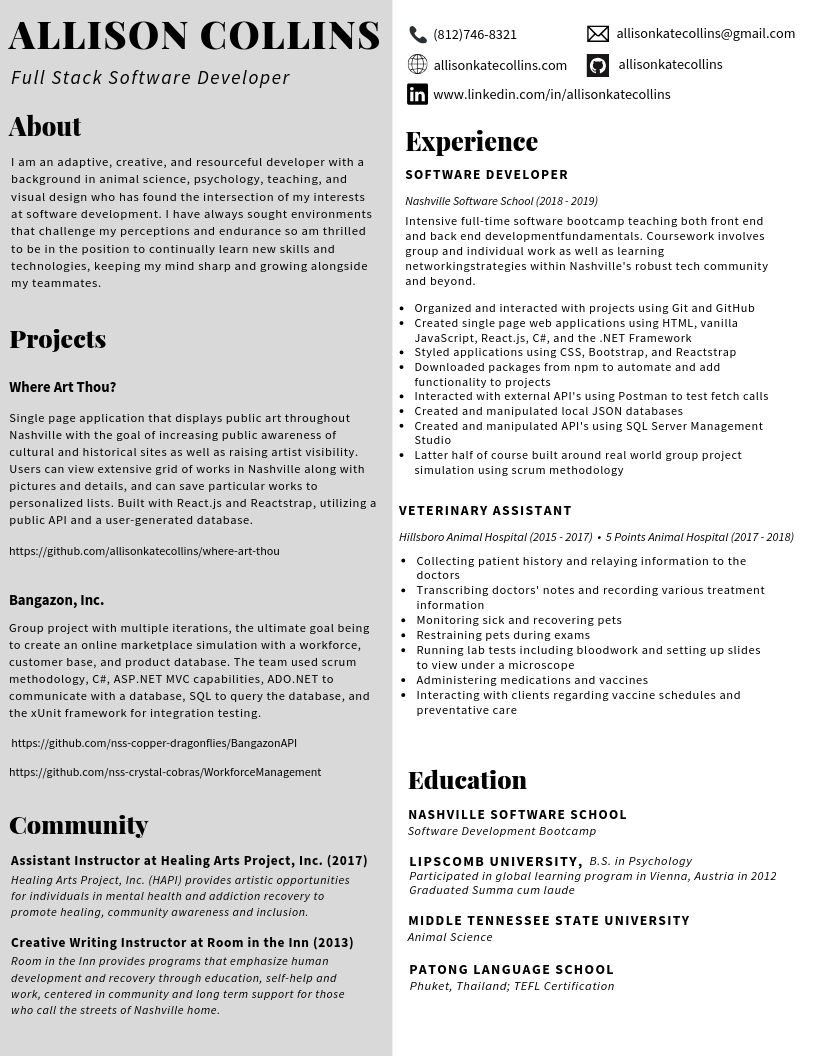 ALLISON COLLINS
Full Stack Software Developer
About
I am an adaptive, creative, and resourceful developer with a
background in animal science, psychology, teaching, and
visual design who has found the intersection of my interests
at software development. I have always sought environments
that challenge my perceptions and endurance so am thrilled
to be in the position to continually learn new skills and
technologies, keeping my mind sharp and growing alongside
my teammates.
Projects
Where Art Thou?
Single page application that displays public art throughout
Nashville with the goal of increasing public awareness of
cultural and historical sites as well as raising artist visibility.
Users can view extensive grid of works in Nashville along with
pictures and details, and can save particular works to
personalized lists. Built with React.js and Reactstrap, utilizing a
public API and a user-generated database.
https://github.com/allisonkatecollins/where-art-thou
Bangazon, Inc.
Group project with multiple iterations, the ultimate goal being
to create an online marketplace simulation with a workforce,
customer base, and product database. The team used scrum
methodology, C#, ASP.NET MVC capabilities, ADO.NET to
communicate with a database, SQL to query the database, and
the xUnit framework for integration testing.
https://github.com/nss-copper-dragonflies/BangazonAPI
https://github.com/nss-crystal-cobras/WorkforceManagement
Community
Assistant Instructor at Healing Arts Project, Inc. (2017)
Healing Arts Project, Inc. (HAPI) provides artistic opportunities
for individuals in mental health and addiction recovery to
promote healing, community awareness and inclusion.
Creative Writing Instructor at Room in the Inn (2013)
Room in the Inn provides programs that emphasize human
development and recovery through education, self-help and
work, centered in community and long term support for those
who call the streets of Nashville home.
(812)746-8321
allisonkatecollins@gmail.com
allisonkatecollins.com
allisonkatecollins
in www.linkedin.com/in/allisonkatecollins
Experience
SOFTWARE DEVELOPER
Nashville Software School (2018 - 2019)
Intensive full-time software bootcamp teaching both front end
and back end developmentfundamentals. Coursework involves
group and individual work as well as learning
networkingstrategies within Nashville's robust tech community
and beyond.
• Organized and interacted with projects using Git and GitHub
• Created single page web applications using HTML, vanilla
JavaScript, React.js, C#, and the .NET Framework
• Styled applications using CSS, Bootstrap, and Reactstrap
• Downloaded packages from npm to automate and add
functionality to projects
• Interacted with external API's using Postman to test fetch calls
• Created and manipulated local JSON databases
• Created and manipulated API's using SQL Server Management
Studio
• Latter half of course built around real world group project
simulation using scrum methodology
VETERINARY ASSISTANT
Hillsboro Animal Hospital (2015 - 2017) • 5 Points Animal Hospital (2017 - 2018)
• Collecting patient history and relaying information to the
doctors
• Transcribing doctors' notes and recording various treatment
information
• Monitoring sick and recovering pets
• Restraining pets during exams
• Running lab tests including bloodwork and setting up slides
to view under a microscope
• Administering medications and vaccines
• Interacting with clients regarding vaccine schedules and
preventative care
Education
NASHVILLE SOFTWARE SCHOOL
Software Development Bootcamp
LIPSCOMB UNIVERSITY, B.S. in Psychology
Participated in global learning program in Vienna, Austria in 2012
Graduated Summa cum laude
MIDDLE TENNESSEE STATE UNIVERSITY
Animal Science
PATONG LANGUAGE SCHOOL
Phuket, Thailand; TEFL Certification